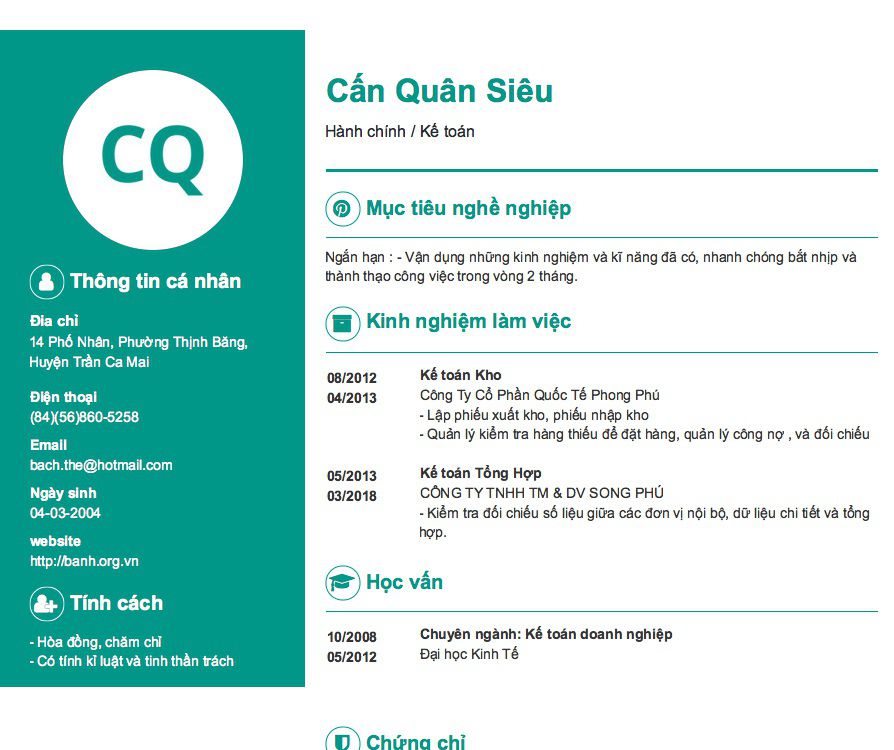 CQ
Thông tin cá nhân
Địa chỉ
14 Phố Nhân, Phường Thịnh Băng,
Huyện Trần Ca Mai
Điện thoại
(84)(56)860-5258
Email
bach.the@hotmail.com
Ngày sinh
04-03-2004
website
http://banh.org.vn
Tính cách
- Hòa đồng, chăm chỉ
- Có tính kỉ luật và tinh thần trách
Cấn Quân Siêu
Hành chính / Kế toán
Mục tiêu nghề nghiệp
Ngắn hạn : - Vận dụng những kinh nghiệm và kĩ năng đã có, nhanh chóng bắt nhịp và
thành thạo công việc trong vòng 2 tháng.
Kinh nghiệm làm việc
08/2012
04/2013
Kế toán Kho
Công Ty Cổ Phần Quốc Tế Phong Phú
- Lập phiếu xuất kho, phiếu nhập kho
- Quản lý kiểm tra hàng thiếu để đặt hàng, quản lý công nợ , và đối chiếu
05/2013
03/2018
Kế toán Tổng Hợp
CÔNG TY TNHH TM & DV SONG PHÚ
- Kiểm tra đối chiếu số liệu giữa các đơn vị nội bộ, dữ liệu chi tiết và tổng
hợp.
Học vấn
10/2008
05/2012
Chuyên ngành: Kế toán doanh nghiệp
Đại học Kinh Tế
Chứng chỉ